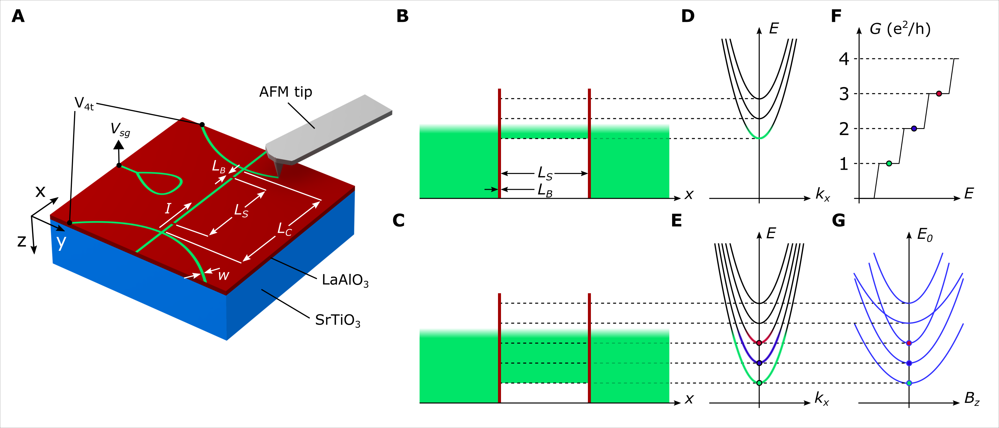 A
V4t
Vsg
AFM tip
LB
I
LS
LC
x
y
z
w
LaAlO3
SrTiO3
B
LS
LB
x
D
E
kx
F
G (e2/h)
4
3
2
1
E
C
x
E
E
kx
G
E0
Bz